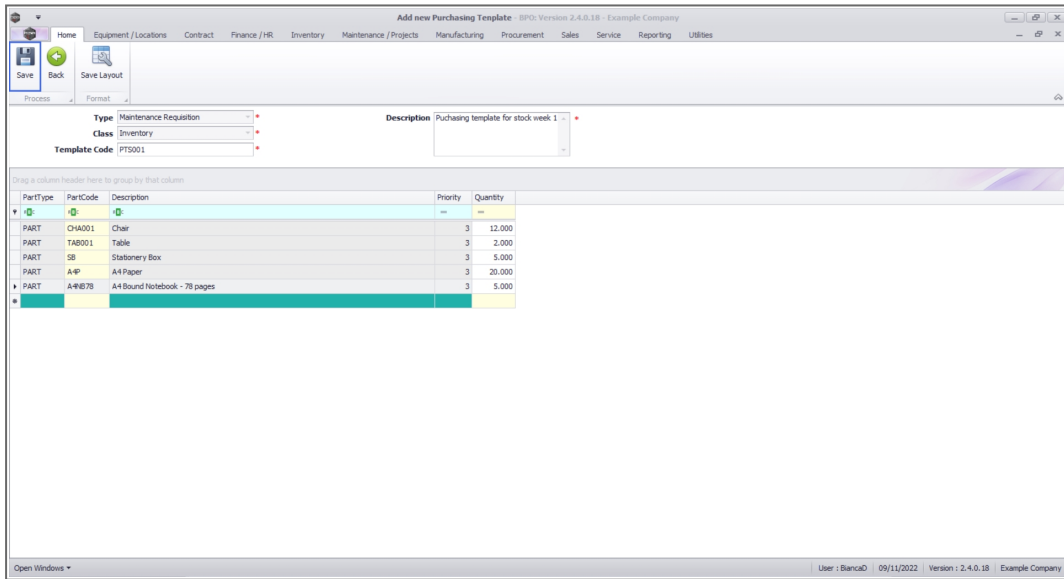 Add new Purchasing Tenplate - BPO: Version 2.4.0.18 - Example Company
Home Equipment / Locations Contract Finance / HR Inventory Maintenance / Projects Manufacturing Procurement Sales Service Reporting Utilities
Save Back Save Layout
Process Format
Type Maintenance Requisition * Description Puchasing template for stock week 1 *
Class Inventory *
Template Code PTS001 *
Drag a column header here to group by that column
PartType PartCode Description Priority Quantity
PART CHA001 Chair 3 12.000
PART TAB001 Table 3 2.000
PART SB Stationery Box 3 5.000
PART A4P A4 Paper 3 20.000
PART A4NB78 A4 Bound Notebook - 78 pages 3 5.000
Open Windows User : BiancaD 09/11/2022 Version : 2.4.0.18 Example Company